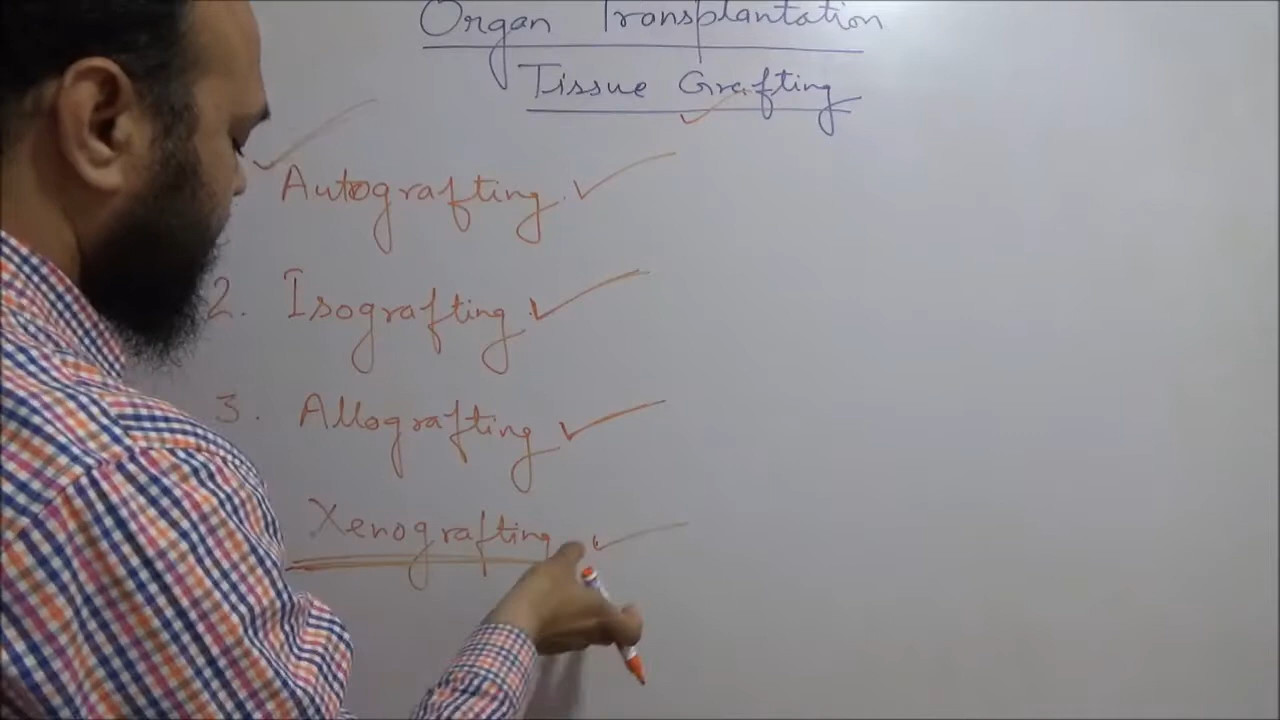 Organ Transplantation
Tissue Grafting
Autografting.
2. Isografting.
3. Allografting
Xenografting